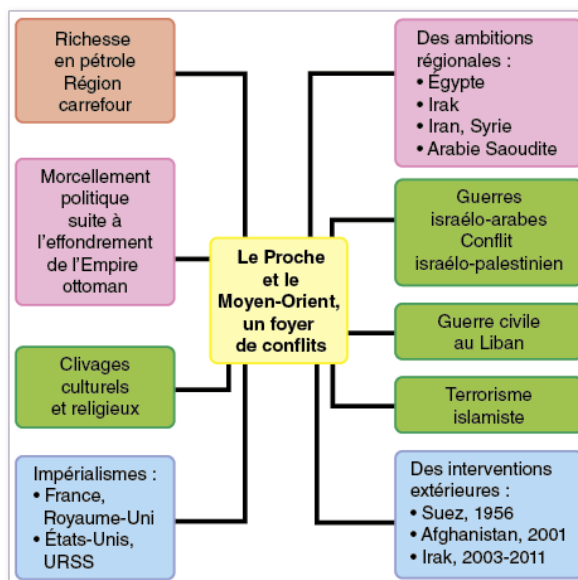 Richesse
en pétrole
Région
carrefour
Morcellement
politique
suite à
l'effondrement
de l'Empire
ottoman
Clivages
culturels
et religieux
Impérialismes :
• France,
Royaume-Uni
• États-Unis,
URSS
Le Proche
et le
Moyen-Orient,
un foyer
de conflits
Des ambitions
régionales :
• Égypte
• Irak
• Iran, Syrie
• Arabie Saoudite
Guerres
israélo-arabes
Conflit
israélo-palestinien
Guerre civile
au Liban
Terrorisme
islamiste
Des interventions
extérieures :
• Suez, 1956
• Afghanistan, 2001
• Irak, 2003-2011